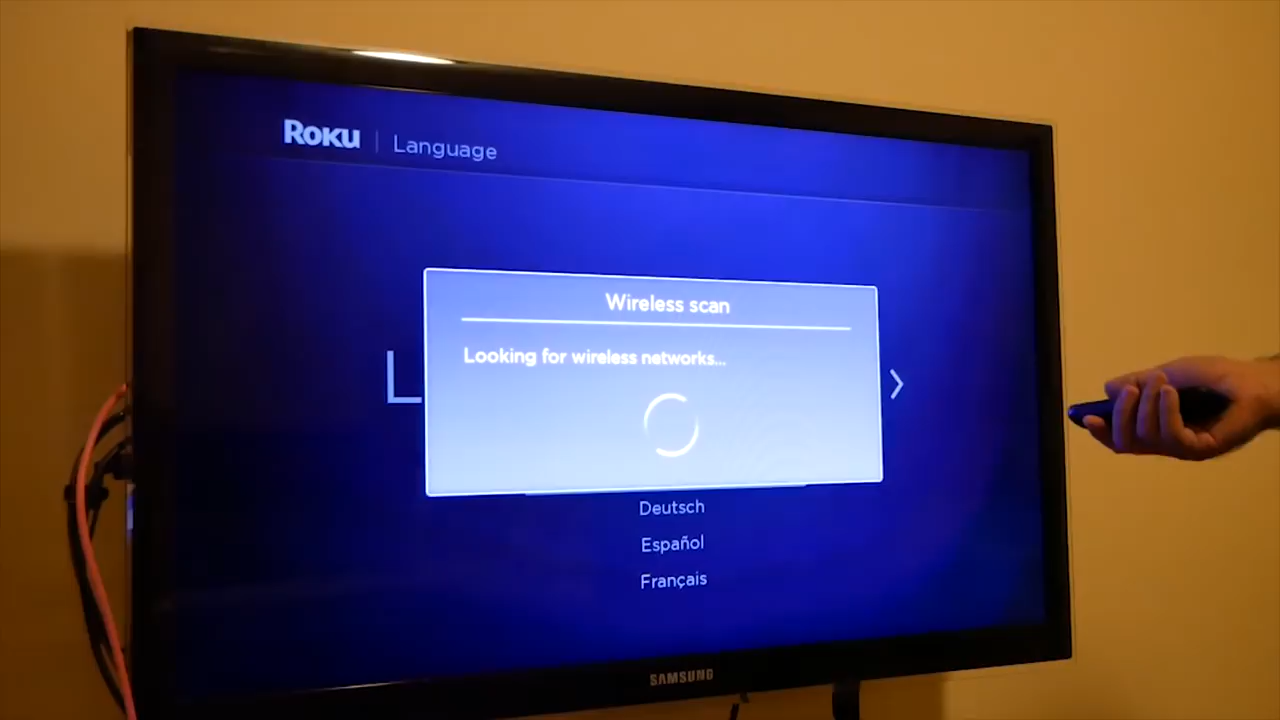 Roku | Language
Wireless scan
Looking for wireless networks...
L
Deutsch
Español
Français
SAMSUNG